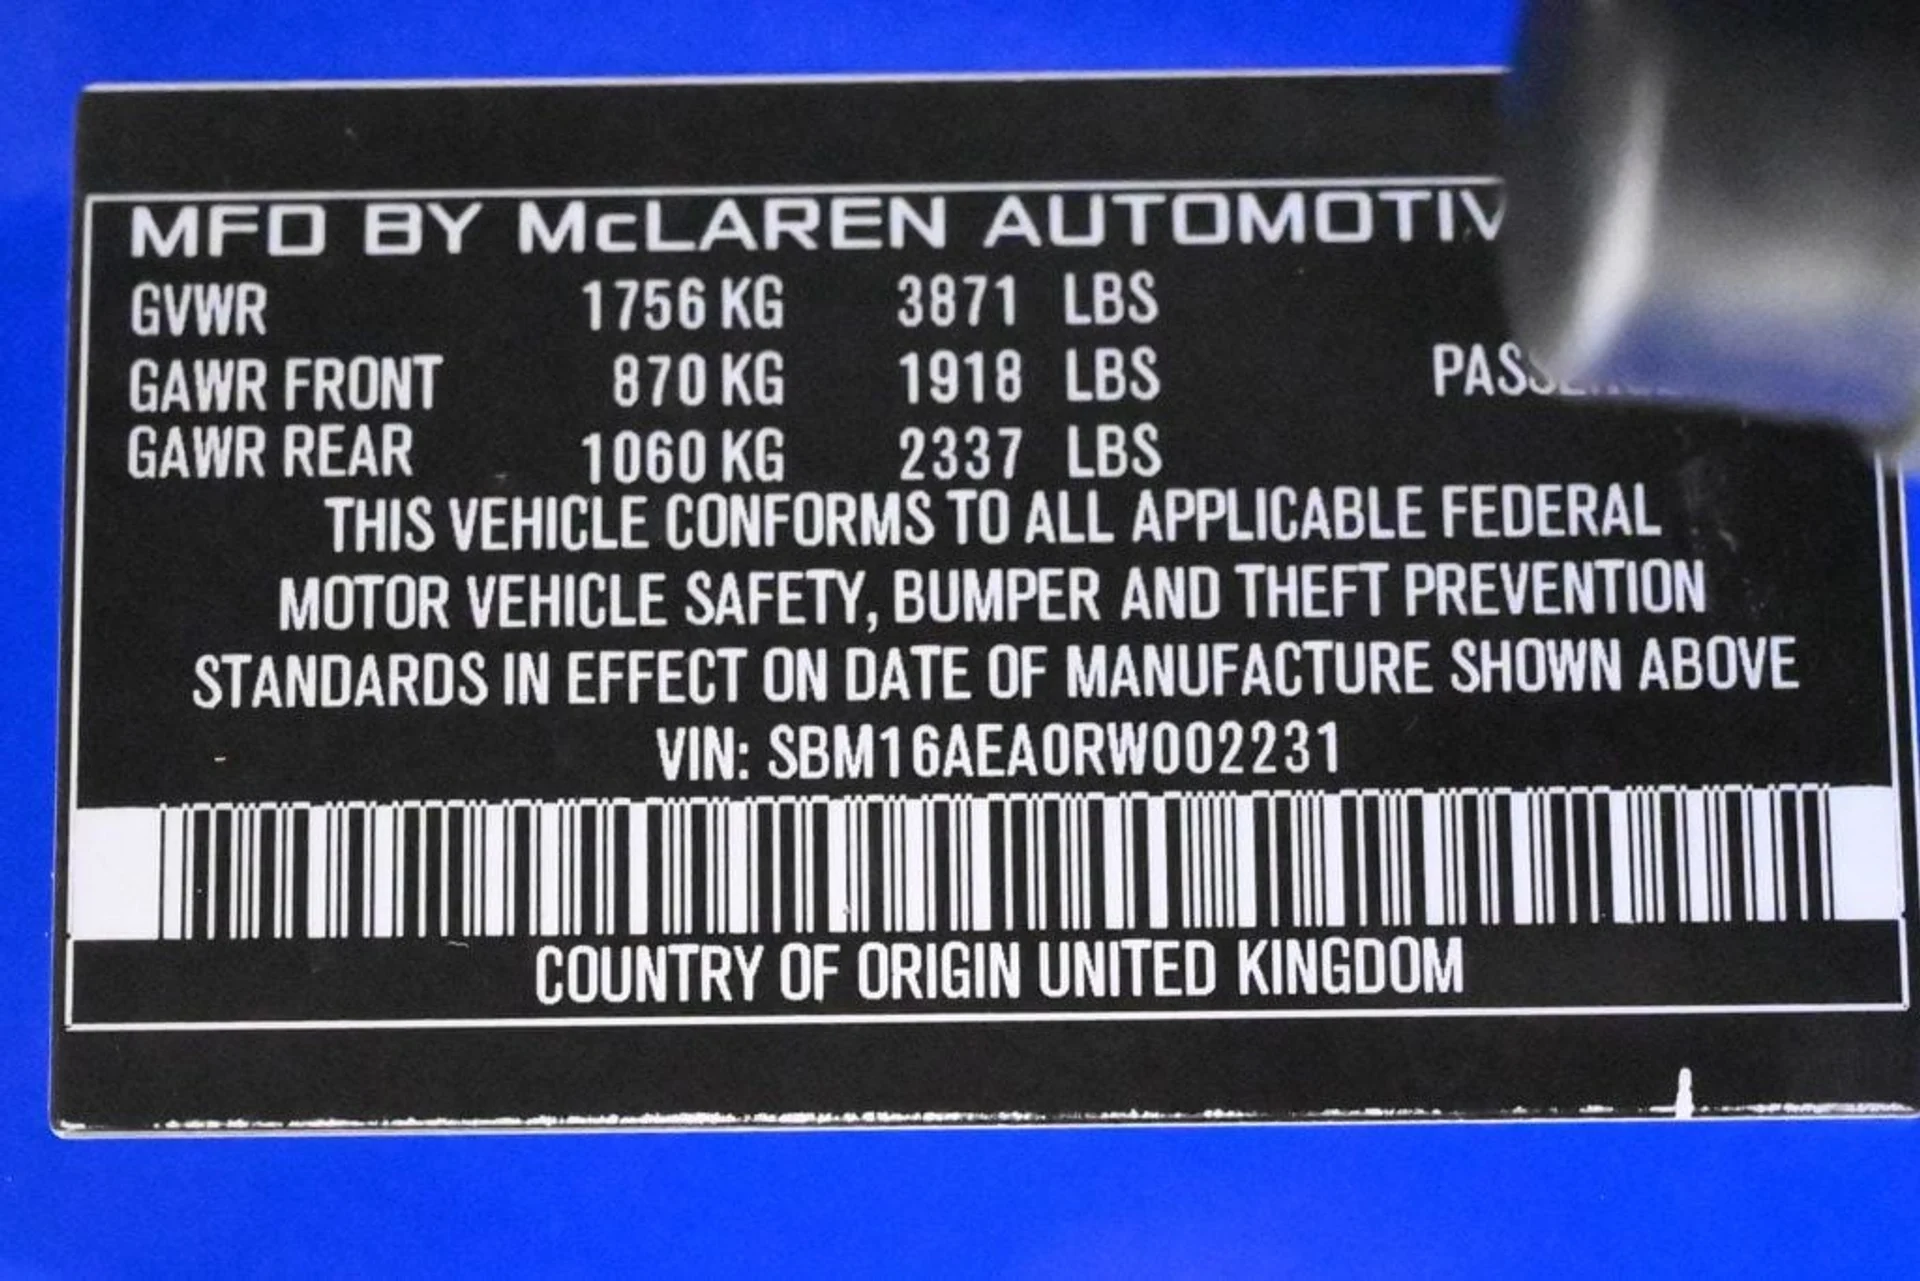 MFD BY McLAREN AUTOMOTIV
GVWR 1756 KG 3871 LBS
GAWR FRONT 870 KG 1918 LBS
GAWR REAR 1060 KG 2337 LBS
THIS VEHICLE CONFORMS TO ALL APPLICABLE FEDERAL
MOTOR VEHICLE SAFETY, BUMPER AND THEFT PREVENTION
STANDARDS IN EFFECT ON DATE OF MANUFACTURE SHOWN ABOVE
VIN: SBM16AEA0RW002231
COUNTRY OF ORIGIN UNITED KINGDOM